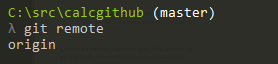 C:\src\calcgithub (master)
λ git remote
origin